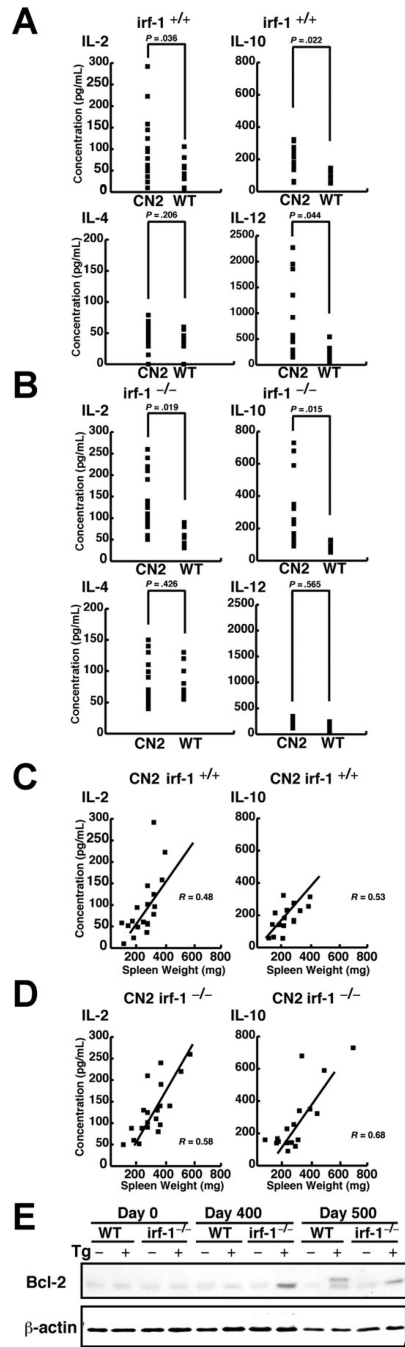 A
irf-1 +/+
IL-2 IL-10
P = .036 P = .022
Concentration (pg/mL)
300
250
200
150
100
50
0
800
600
400
200
0
CN2 WT CN2 WT
IL-4 IL-12
P = .206 P = .044
Concentration (pg/mL)
200
150
100
50
0
2500
2000
1500
1000
500
0
CN2 WT CN2 WT
B
irf-1 −/− irf-1 −/−
IL-2 IL-10
P = .019 P = .015
Concentration (pg/mL)
300
250
200
150
100
50
0
800
600
400
200
0
CN2 WT CN2 WT
IL-4 IL-12
P = .426 P = .565
Concentration (pg/mL)
200
150
100
50
0
2500
2000
1500
1000
500
0
CN2 WT CN2 WT
C
CN2 irf-1 +/+ CN2 irf-1 +/+
IL-2 IL-10
Concentration (pg/mL)
300
250
200
150
100
50
0
800
600
400
200
0
R = 0.48 R = 0.53
200 400 600 800 200 400 600 800
Spleen Weight (mg) Spleen Weight (mg)
D
CN2 irf-1 −/− CN2 irf-1 −/−
IL-2 IL-10
Concentration (pg/mL)
300
250
200
150
100
50
0
800
600
400
200
0
R = 0.58 R = 0.68
200 400 600 800 200 400 600 800
Spleen Weight (mg) Spleen Weight (mg)
E
Day 0 Day 400 Day 500
WT irf-1−/− WT irf-1−/− WT irf-1−/−
Tg − + − + − + − + − + − +
Bcl-2
β-actin